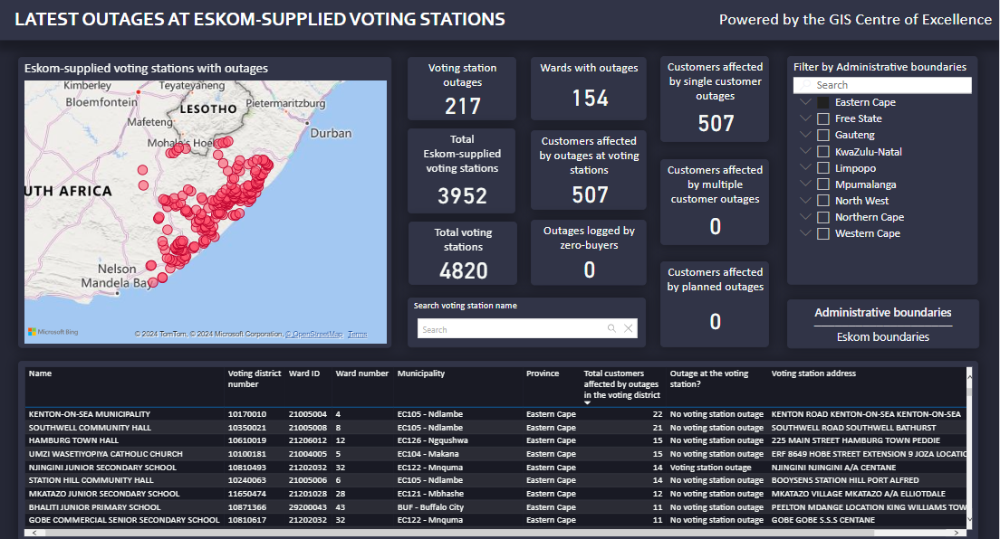 LATEST OUTAGES AT ESKOM-SUPPLIED VOTING STATIONS
Powered by the GIS Centre of Excellence
Eskom-supplied voting stations with outages
Kimberley
Teyateyaneng
Bloemfontein
LESOTHO
Pietermaritzburg
Mafeteng
Durban
Mohale's Hoek
UTH AFRICA
Nelson
Mandela Bay
Microsoft Bing
© 2024 TomTom, © 2024 Microsoft Corporation, © OpenStreetMap Terms
Voting station
outages
217
Total
Eskom-supplied
voting stations
3952
Total voting
stations
4820
Wards with outages
154
Customers affected
by outages at voting
stations
507
Outages logged by
zero-buyers
0
Customers affected
by single customer
outages
507
Customers affected
by multiple
customer outages
0
Customers affected
by planned outages
0
Search voting station name
Search
Filter by Administrative boundaries
Search
Eastern Cape
Free State
Gauteng
KwaZulu-Natal
Limpopo
Mpumalanga
North West
Northern Cape
Western Cape
Administrative boundaries
Eskom boundaries
Name Voting district number Ward ID Ward number Municipality Province Total customers affected by outages in the voting district Outage at the voting station? Voting station address
KENTON-ON-SEA MUNICIPALITY 10170010 21005004 4 EC105 - Ndlambe Eastern Cape 22 No voting station outage KENTON ROAD KENTON-ON-SEA KENTON-ON-SEA
SOUTHWELL COMMUNITY HALL 10350021 21005008 8 EC105 - Ndlambe Eastern Cape 21 No voting station outage SOUTHWELL ROAD SOUTHWELL BATHURST
HAMBURG TOWN HALL 10610019 21206012 12 EC126 - Ngqushwa Eastern Cape 15 No voting station outage 225 MAIN STREET HAMBURG TOWN PEDDIE
UMZI WASETIYOPIYA CATHOLIC CHURCH 10100181 21004005 5 EC104 - Makana Eastern Cape 15 No voting station outage ERF 8649 HOBE STREET EXTENSION 9 JOZA LOCATIO
NJINGINI JUNIOR SECONDARY SCHOOL 10810493 21202032 32 EC122 - Mnquma Eastern Cape 14 Voting station outage NJINGINI NJINGINI A/A CENTANE
STATION HILL COMMUNITY HALL 10240063 21005006 6 EC105 - Ndlambe Eastern Cape 14 No voting station outage BOOYSENS STATION HILL PORT ALFRED
MKATAZO JUNIOR SECONDARY SCHOOL 11650474 21201028 28 EC121 - Mbhashe Eastern Cape 12 No voting station outage MKATAZO VILLAGE MKATAZO A/A ELLIOTDALE
BHALITI JUNIOR PRIMARY SCHOOL 10871366 29200043 43 BUF - Buffalo City Eastern Cape 11 No voting station outage PEELTON MDANGE LOCATION KING WILLIAMS TOW
GOBE COMMERCIAL SENIOR SECONDARY SCHOOL 10810617 21202032 32 EC122 - Mnquma Eastern Cape 11 No voting station outage GOBE GOBE S.S.S CENTANE